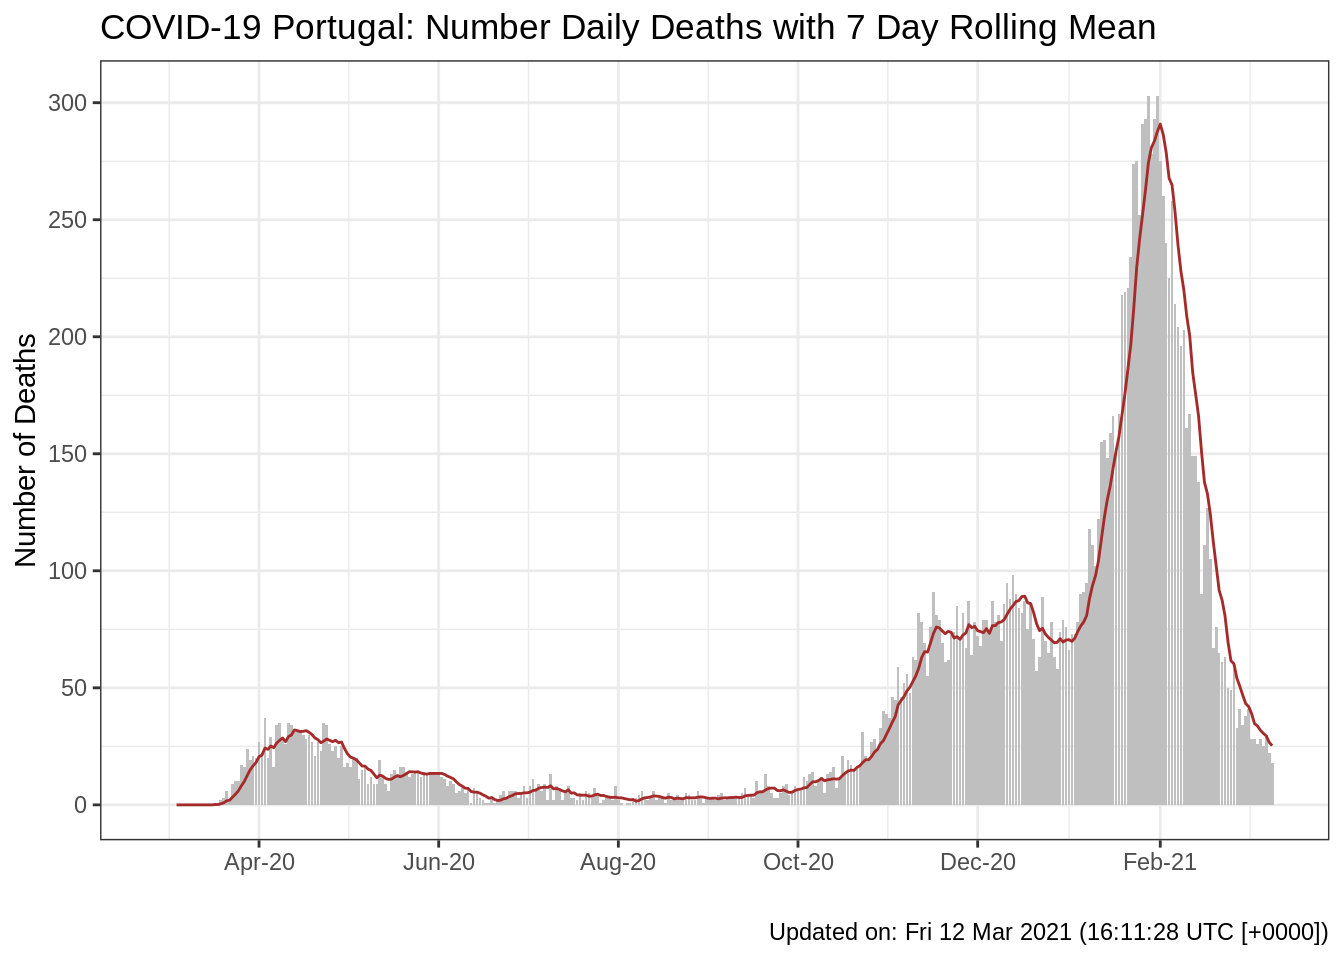 COVID-19 Portugal: Number Daily Deaths with 7 Day Rolling Mean
Number of Deaths
300
250
200
150
100
50
0
Apr-20
Jun-20
Aug-20
Oct-20
Dec-20
Feb-21
Updated on: Fri 12 Mar 2021 (16:11:28 UTC [+0000])